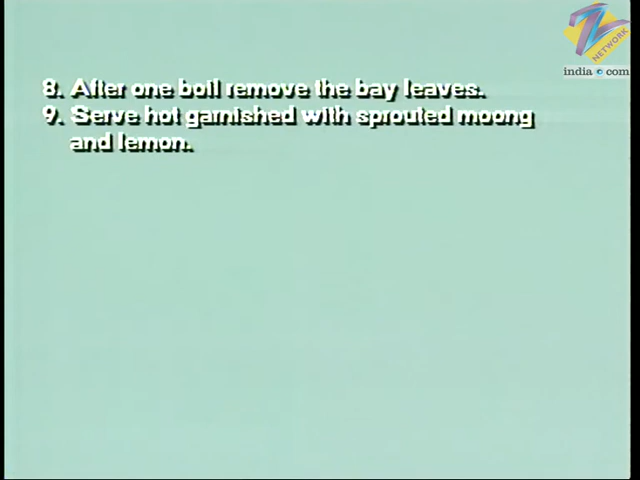 Z
NETWORK
india com
8. After one boil remove the bay leaves.
9. Serve hot garnished with sprouted moong
and lemon.